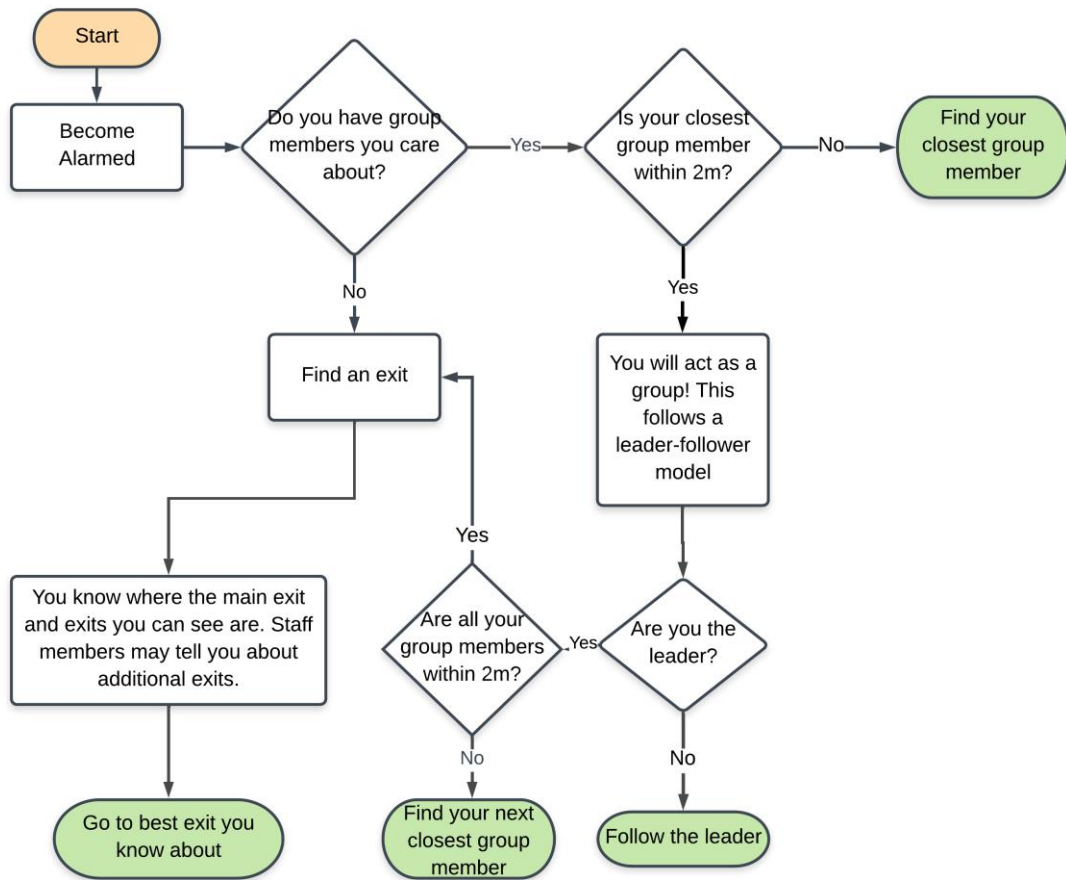 Start
Become
Alarmed
Do you have group
members you care
about?
Yes
Is your closest
group member
within 2m?
No
Find your
closest group
member
No
Yes
Find an exit
You will act as a
group! This
follows a
leader-follower
model
Yes
You know where the main exit
and exits you can see are. Staff
members may tell you about
additional exits.
Are all your
group members
within 2m?
Yes
Are you the
leader?
No
No
Go to best exit you
know about
Find your next
closest group
member
Follow the leader